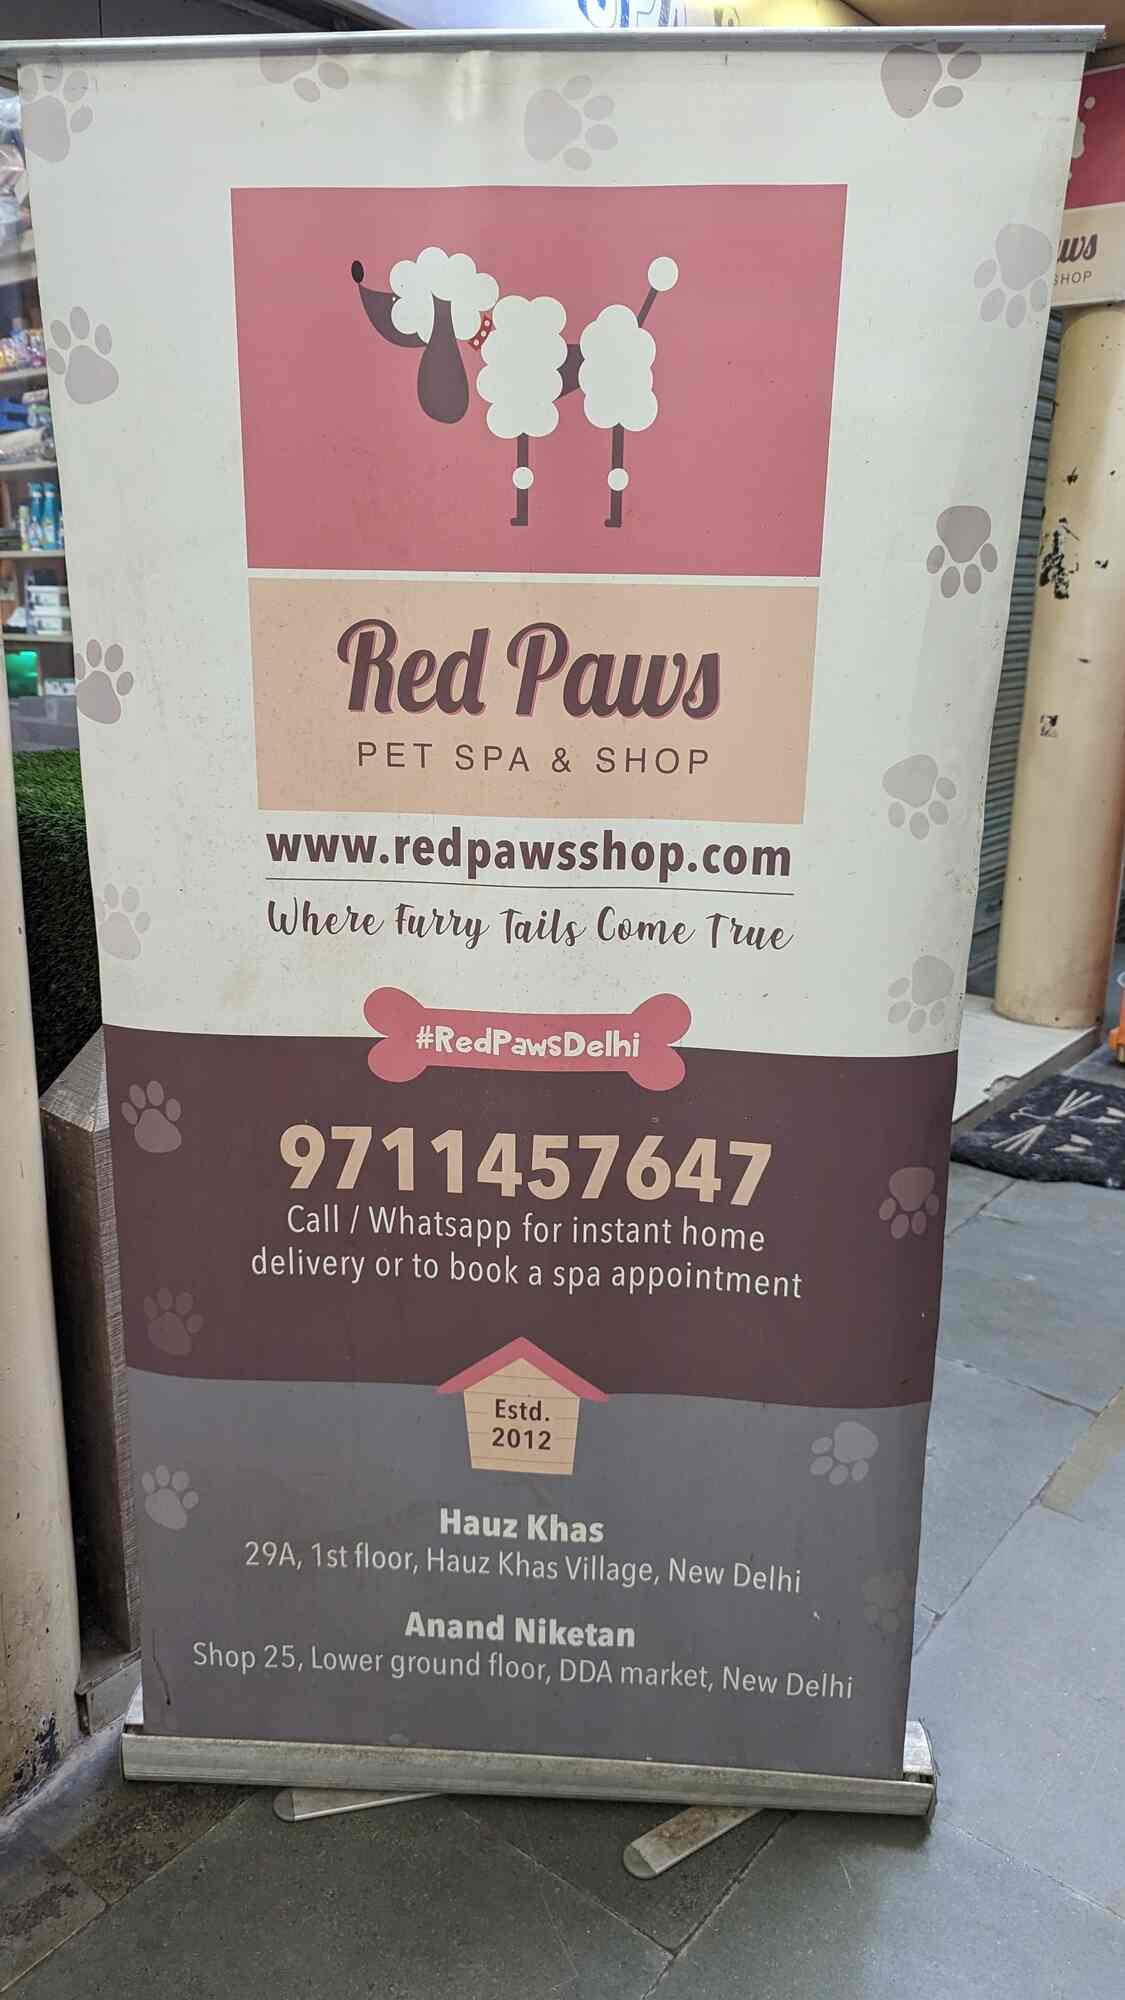 Red Paws
PET SPA & SHOP
www.redpawsshop.com
Where Furry Tails Come True
#RedPawsDelhi
9711457647
Call / Whatsapp for instant home
delivery or to book a spa appointment
Estd.
2012
Hauz Khas
29A, 1st floor, Hauz Khas Village, New Delhi
Anand Niketan
Shop 25, Lower ground floor, DDA market, New Delhi
SHOP